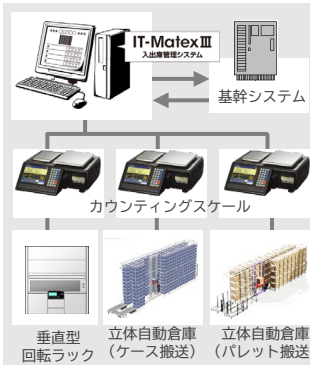 IT-MatexⅢ
入出庫管理システム
基幹システム
カウンティングスケール
垂直型
回転ラック
立体自動倉庫
（ケース搬送）
立体自動倉庫
（パレット搬送